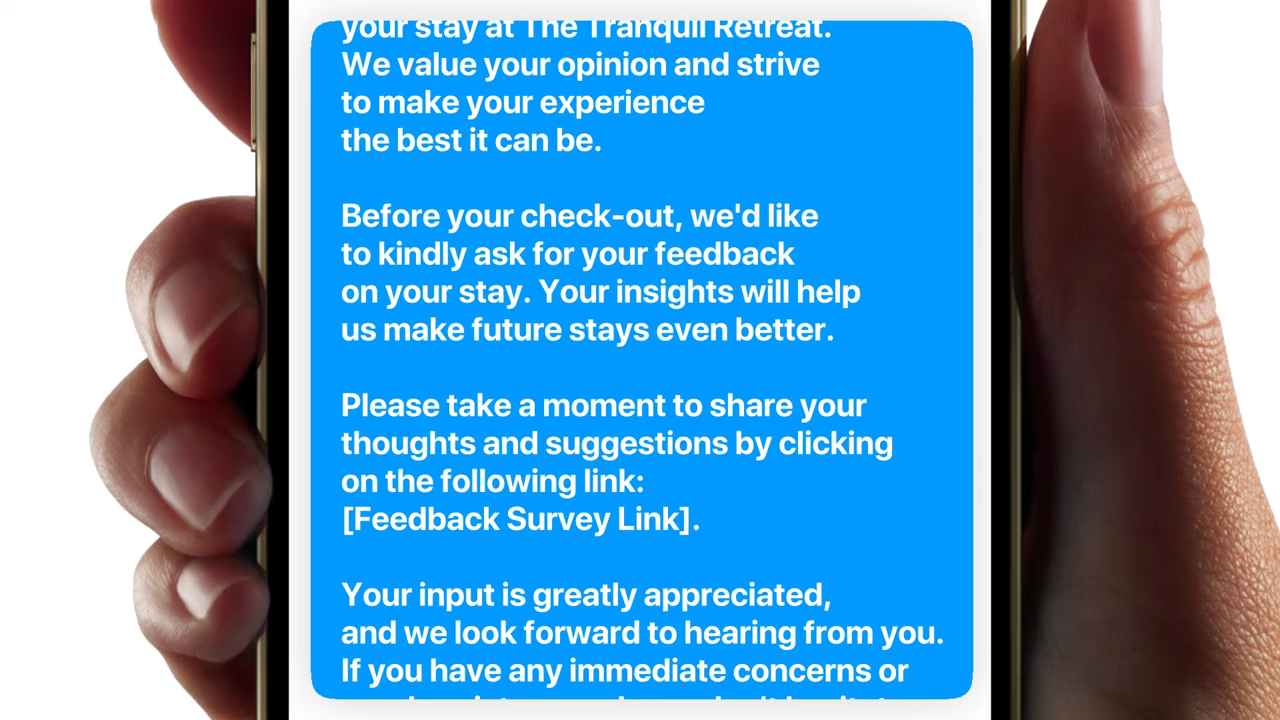 your stay at The Tranquil Retreat.
We value your opinion and strive
to make your experience
the best it can be.
Before your check-out, we'd like
to kindly ask for your feedback
on your stay. Your insights will help
us make future stays even better.
Please take a moment to share your
thoughts and suggestions by clicking
on the following link:
[Feedback Survey Link].
Your input is greatly appreciated,
and we look forward to hearing from you.
If you have any immediate concerns or